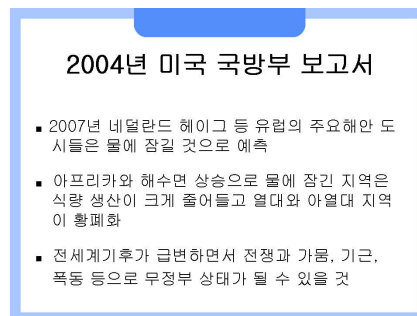 2004년 미국 국방부 보고서
▪ 2007년 네덜란드 헤이그 등 유럽의 주요해안 도
시들은 물에 잠길 것으로 예측
▪ 아프리카와 해수면 상승으로 물에 잠긴 지역은
식량 생산이 크게 줄어들고 열대와 아열대 지역
이 황폐화
▪ 전세계기후가 급변하면서 전쟁과 가뭄, 기근,
폭동 등으로 무정부 상태가 될 수 있을 것